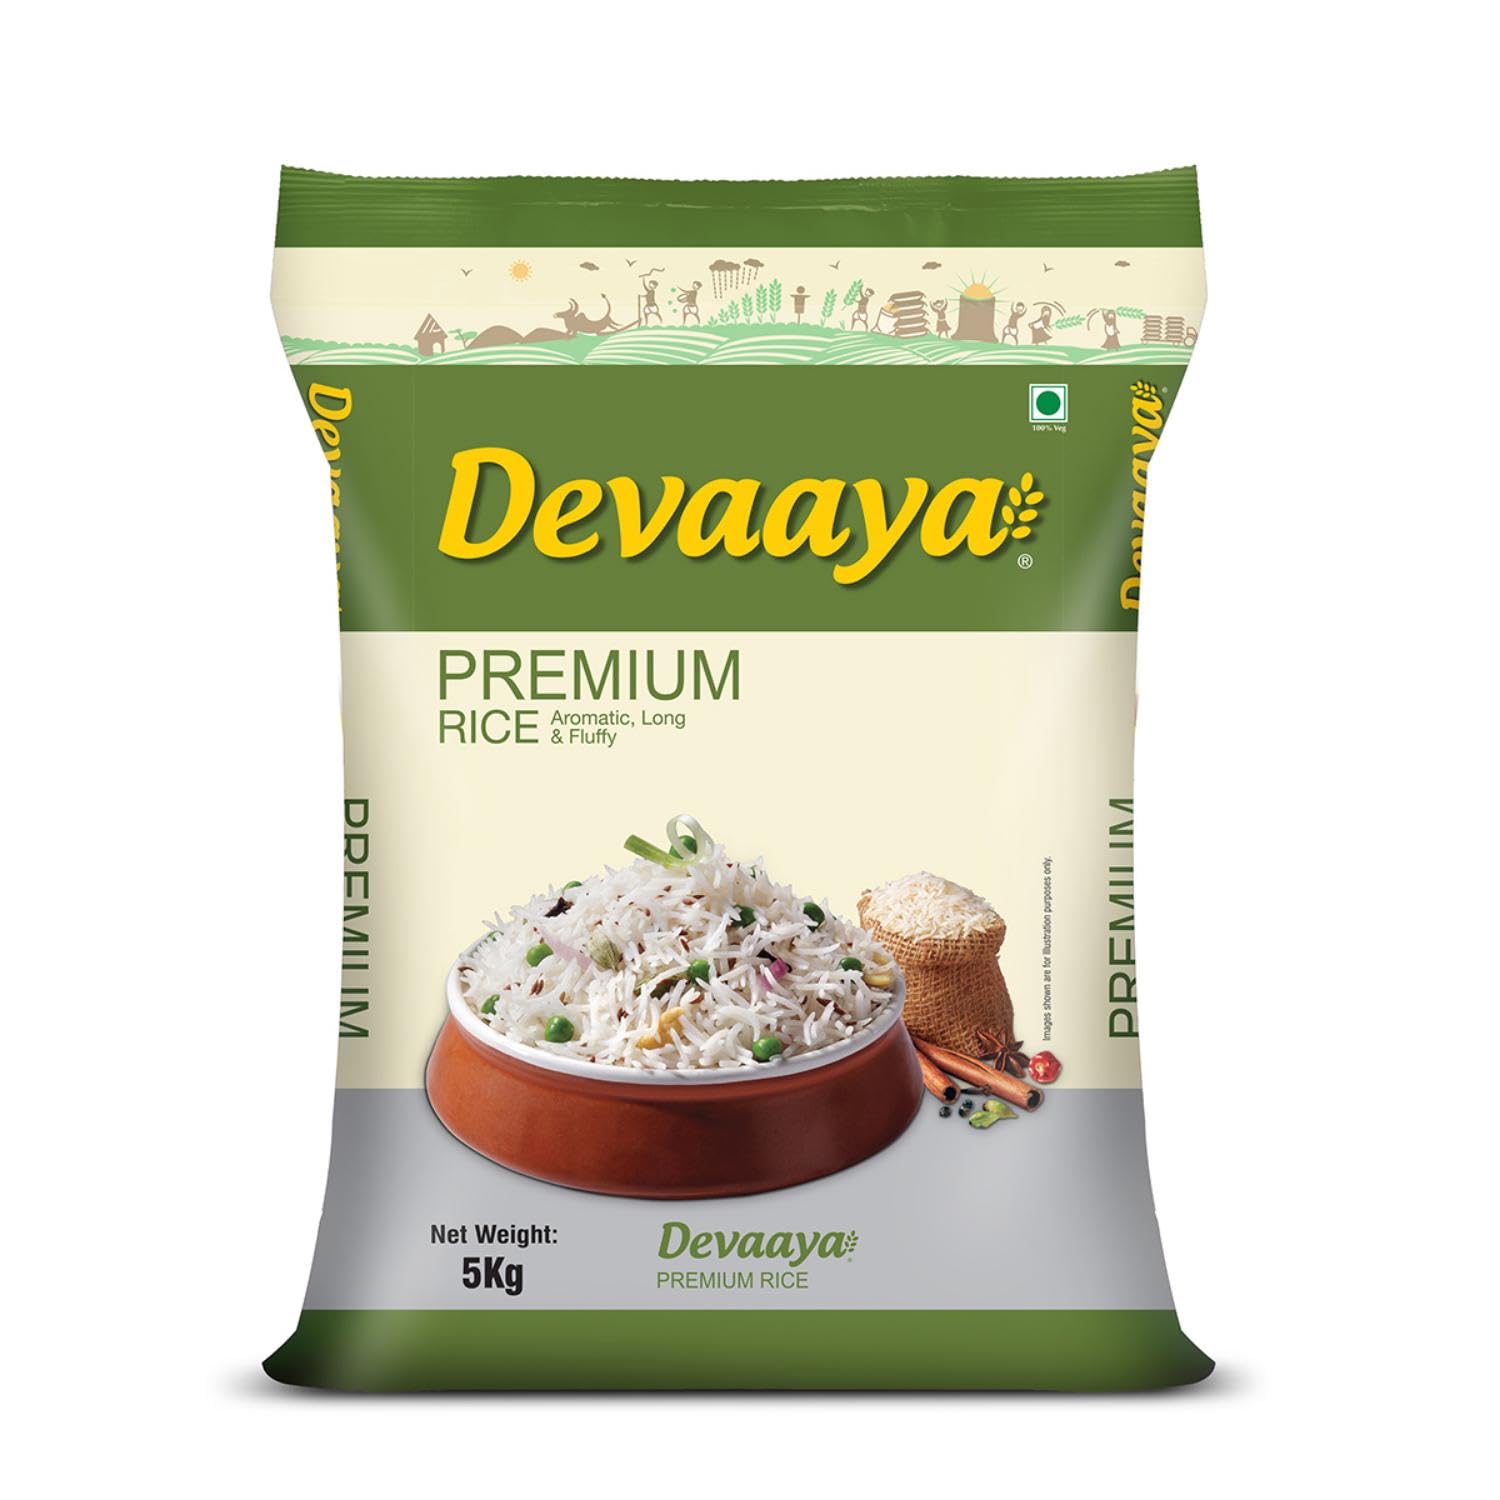 100% Veg
Devaaya
Devaaya®
Devaaya®
PREMIUM
RICE Aromatic, Long
& Fluffy
PREMIUM
PREMIUM
Images shown are for illustration purposes only.
Net Weight:
5Kg
Devaaya
PREMIUM RICE